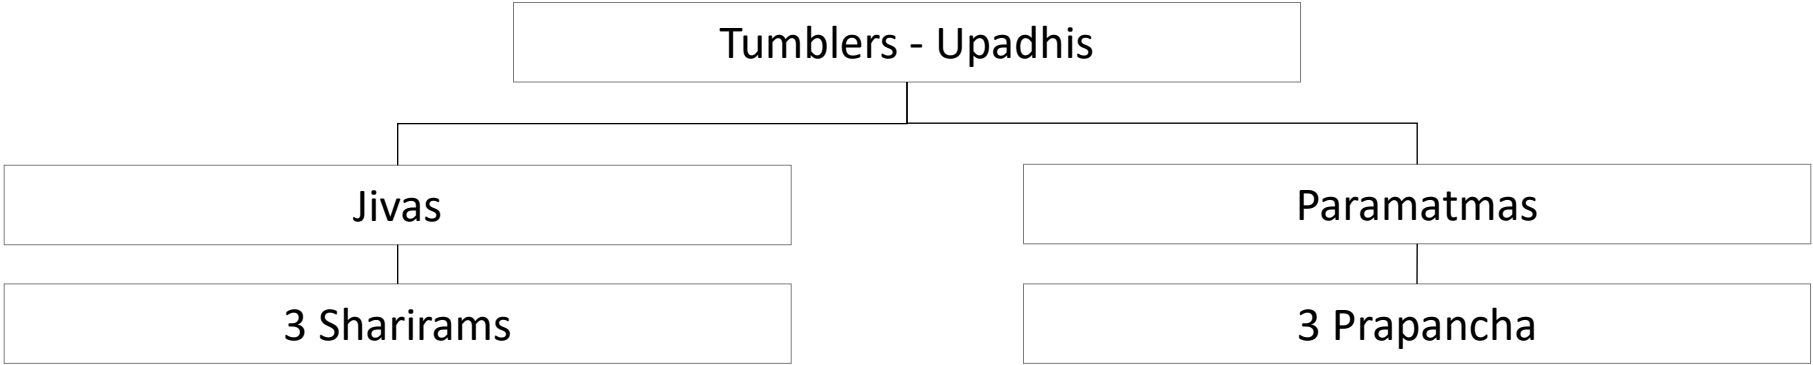 Tumblers - Upadhis
Jivas
Paramatmas
3 Sharirams
3 Prapancha